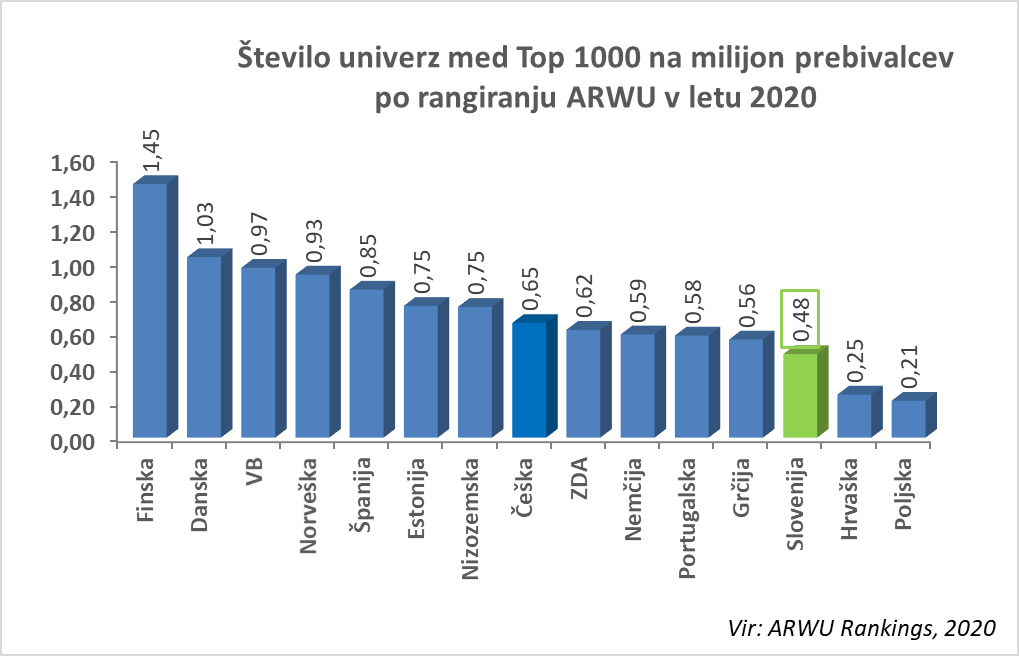 Število univerz med Top 1000 na milijon prebivalcev
po rangiranju ARWU v letu 2020
1,60
1,40
1,20
1,00
0,80
0,60
0,40
0,20
0,00
1,45
1,03
0,97
0,93
0,85
0,75
0,75
0,65
0,62
0,59
0,58
0,56
0,48
0,25
0,21
Finska
Danska
VB
Norveška
Španija
Estonija
Nizozemska
Češka
ZDA
Nemčija
Portugalska
Grčija
Slovenija
Hrvaška
Poljska
Vir: ARWU Rankings, 2020